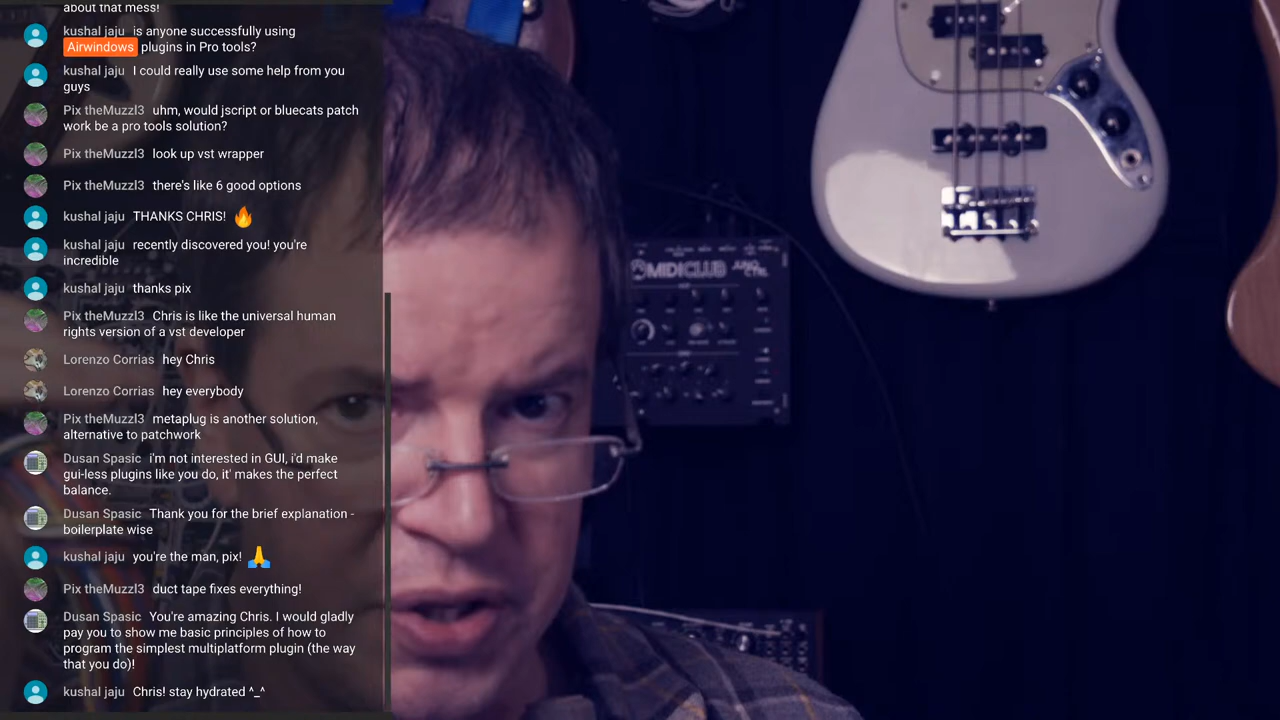 about that mess!
kushal jaju is anyone successfully using
Airwindows plugins in Pro tools?
kushal jaju I could really use some help from you
guys
Pix theMuzzl3 uhm, would jscript or bluecats patch
work be a pro tools solution?
Pix theMuzzl3 look up vst wrapper
Pix theMuzzl3 there's like 6 good options
kushal jaju THANKS CHRIS! 🔥
kushal jaju recently discovered you! you're
incredible
kushal jaju thanks pix
Pix theMuzzl3 Chris is like the universal human
rights version of a vst developer
Lorenzo Corrias hey Chris
Lorenzo Corrias hey everybody
Pix theMuzzl3 metaplug is another solution,
alternative to patchwork
Dusan Spasic i'm not interested in GUI, i'd make
gui-less plugins like you do, it' makes the perfect
balance.
Dusan Spasic Thank you for the brief explanation -
boilerplate wise
kushal jaju you're the man, pix! 🙏
Pix theMuzzl3 duct tape fixes everything!
Dusan Spasic You're amazing Chris. I would gladly
pay you to show me basic principles of how to
program the simplest multiplatform plugin (the way
that you do)!
kushal jaju Chris! stay hydrated ^_^
MIDICLUB JUNO
CTRL